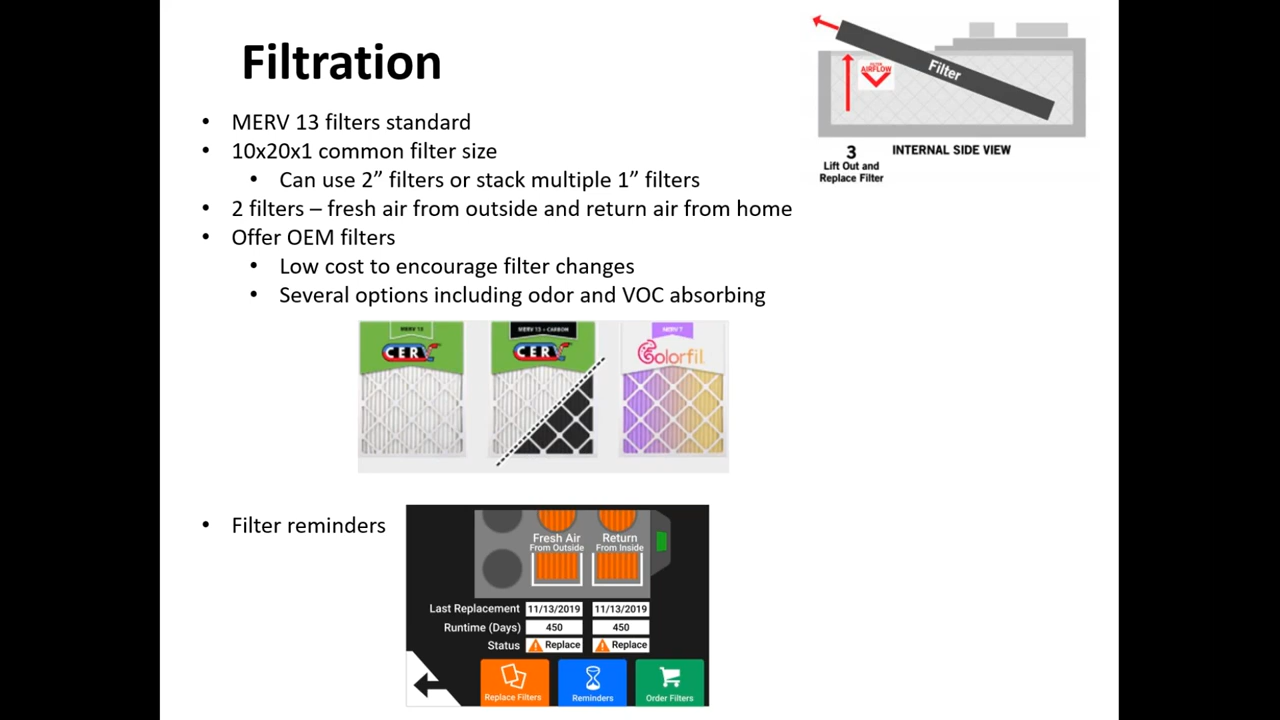 Filtration
• MERV 13 filters standard
• 10x20x1 common filter size
• Can use 2” filters or stack multiple 1” filters
• 2 filters – fresh air from outside and return air from home
• Offer OEM filters
• Low cost to encourage filter changes
• Several options including odor and VOC absorbing
Filter
FILTER
AIRFLOW
3
Lift Out and
Replace Filter
INTERNAL SIDE VIEW
MERV 13
CERV
MERV 13 + CARBON
CERV
MERV 7
Colorfil
• Filter reminders
Fresh Air
From Outside
Return
From Inside
Last Replacement 11/13/2019 11/13/2019
Runtime (Days) 450 450
Status Replace Replace
Replace Filters
Reminders
Order Filters